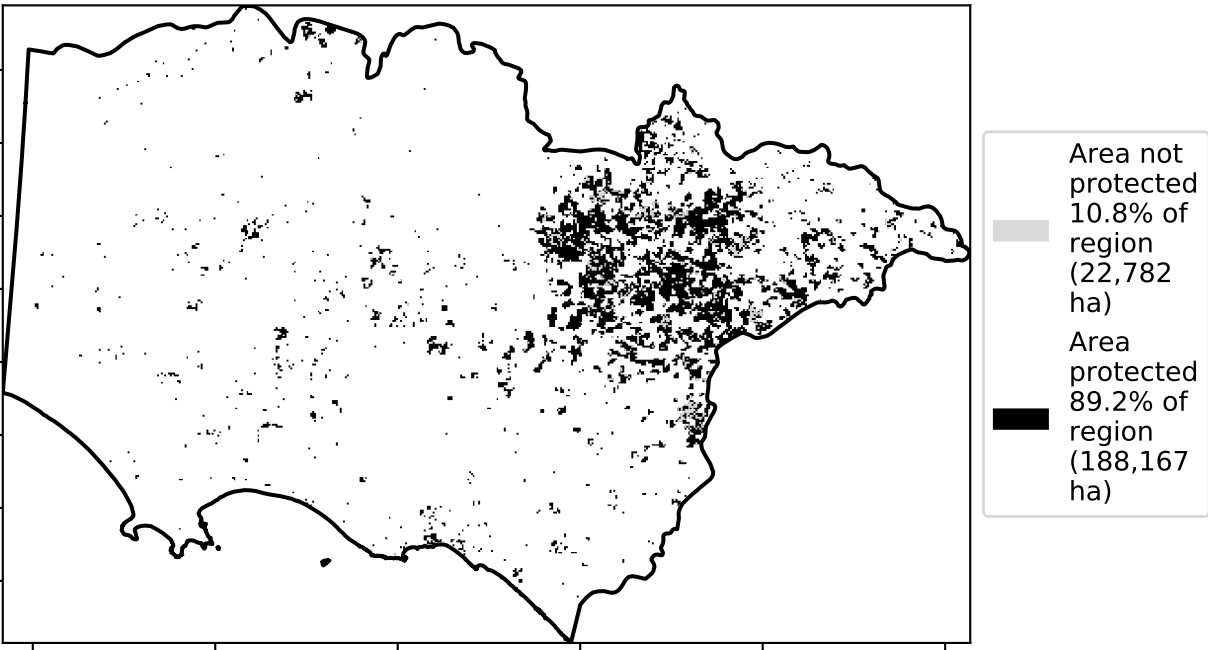 Area not
protected
10.8% of
region
(22,782
ha)
Area
protected
89.2% of
region
(188,167
ha)